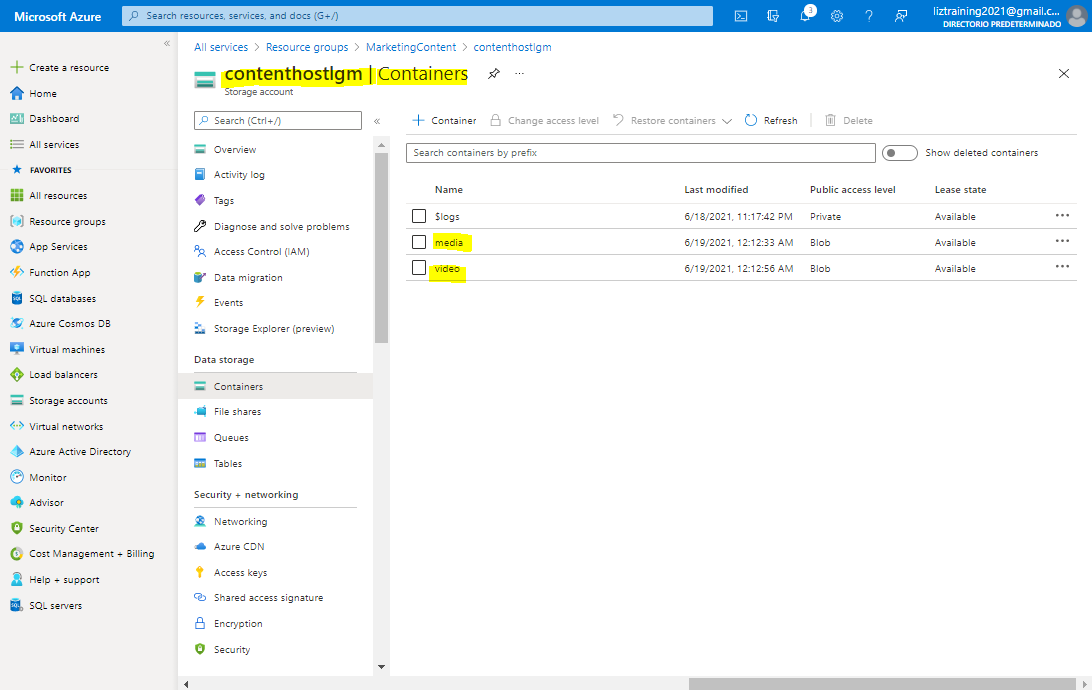 Microsoft Azure
Search resources, services, and docs (G+/)
3
liztraining2021@gmail.c...
DIRECTORIO PREDETERMINADO
«
Create a resource
Home
Dashboard
All services
FAVORITES
All resources
Resource groups
App Services
Function App
SQL databases
Azure Cosmos DB
Virtual machines
Load balancers
Storage accounts
Virtual networks
Azure Active Directory
Monitor
Advisor
Security Center
Cost Management + Billing
Help + support
SQL servers
All services > Resource groups > MarketingContent > contenthostlgm
contenthostlgm | Containers
Storage account
Search (Ctrl+/)
«
Overview
Activity log
Tags
Diagnose and solve problems
Access Control (IAM)
Data migration
Events
Storage Explorer (preview)
Data storage
Containers
File shares
Queues
Tables
Security + networking
Networking
Azure CDN
Access keys
Shared access signature
Encryption
Security
+ Container Change access level Restore containers Refresh Delete
Search containers by prefix
Show deleted containers
Name Last modified Public access level Lease state
$logs 6/18/2021, 11:17:42 PM Private Available
media 6/19/2021, 12:12:33 AM Blob Available
video 6/19/2021, 12:12:56 AM Blob Available